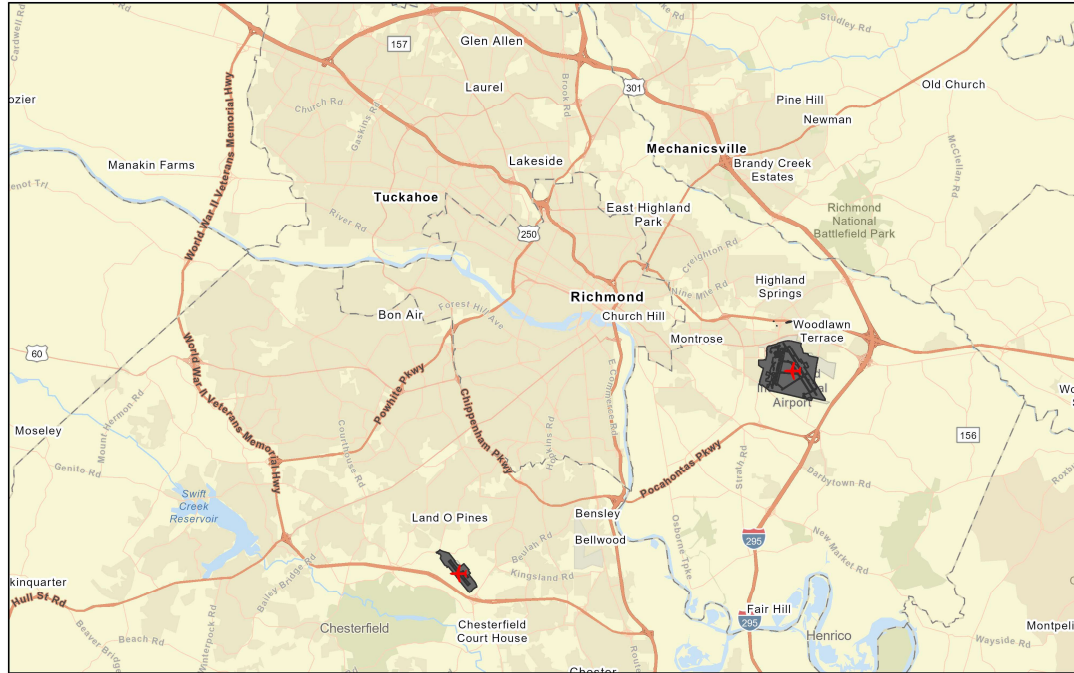 Cardwell Rd
157
Glen Allen
Studley Rd
Laurel
Brook Rd
301
Old Church
Pine Hill
Newman
Church Rd
Gaskins Rd
World War II Veterans Memorial Hwy
Lakeside
Mechanicsville
Brandy Creek
Estates
McClellan Rd
Manakin Farms
Tuckahoe
East Highland
Park
Richmond
National
Battlefield Park
River Rd
250
Creighton Rd
Nine Mile Rd
Highland
Springs
Richmond
Bon Air
Forest Hill Ave
Church Hill
Woodlawn
Terrace
Montrose
60
World War II Veterans Memorial Hwy
Powhite Pkwy
Chippenham Pkwy
E Commerce Rd
Airport
Mount Hermon Rd
Moseley
Courthouse Rd
Hopkins Rd
156
Genito Rd
Strath Rd
Pocahontas Pkwy
Darbytown Rd
Swift
Creek
Reservoir
Land O Pines
Bensley
Bellwood
Osborne Tpke
295
New Market Rd
Beulah Rd
Kingsland Rd
Bailey Bridge Rd
kinquarter
Hull St Rd
Winterpock Rd
Beaver Bridge
Beach Rd
Chesterfield
Chesterfield
Court House
Fair Hill
295
Henrico
Wayside Rd
Montpeli
Chester
Route